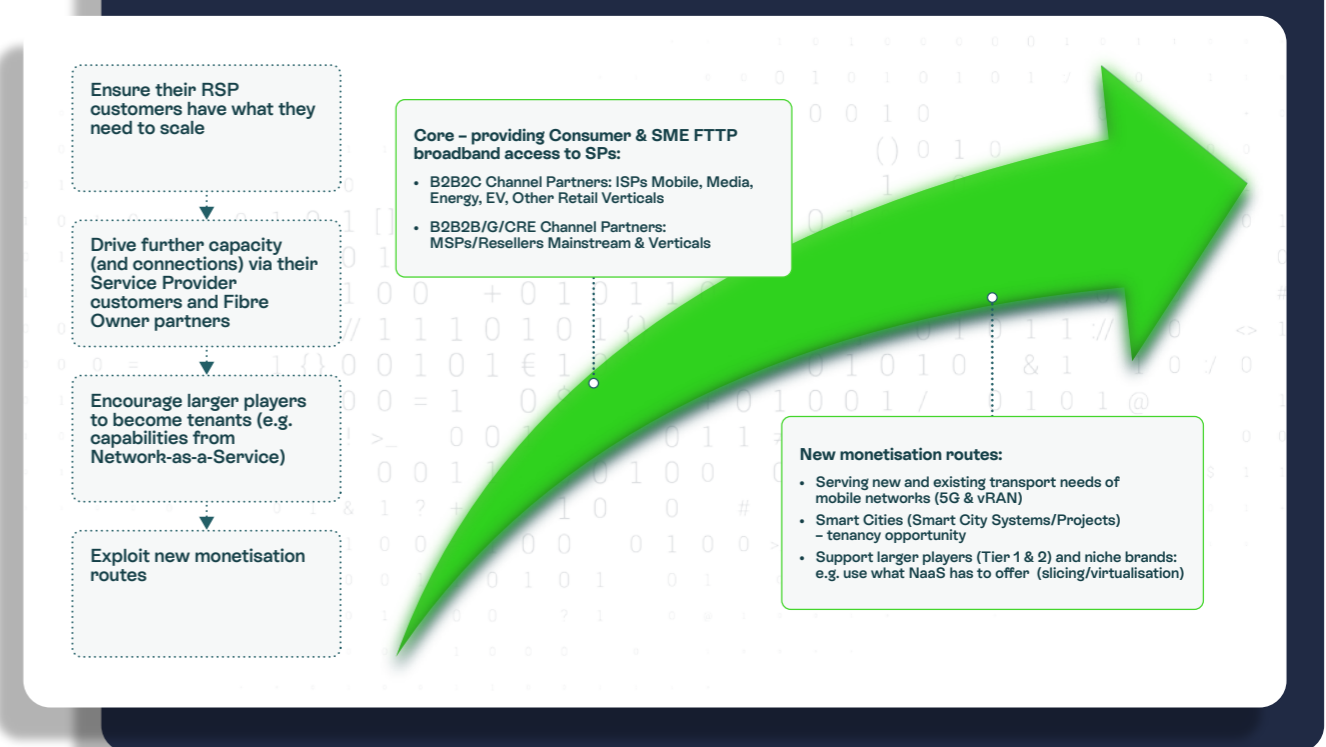 Ensure their RSP
customers have what they
need to scale
Drive further capacity
(and connections) via their
Service Provider
customers and Fibre
Owner partners
Encourage larger players
to become tenants (e.g.
capabilities from
Network-as-a-Service)
Exploit new monetisation
routes
Core – providing Consumer & SME FTTP
broadband access to SPs:
• B2B2C Channel Partners: ISPs Mobile, Media,
Energy, EV, Other Retail Verticals
• B2B2B/G/CRE Channel Partners:
MSPs/Resellers Mainstream & Verticals
New monetisation routes:
• Serving new and existing transport needs of
mobile networks (5G & vRAN)
• Smart Cities (Smart City Systems/Projects)
– tenancy opportunity
• Support larger players (Tier 1 & 2) and niche brands:
e.g. use what NaaS has to offer (slicing/virtualisation)